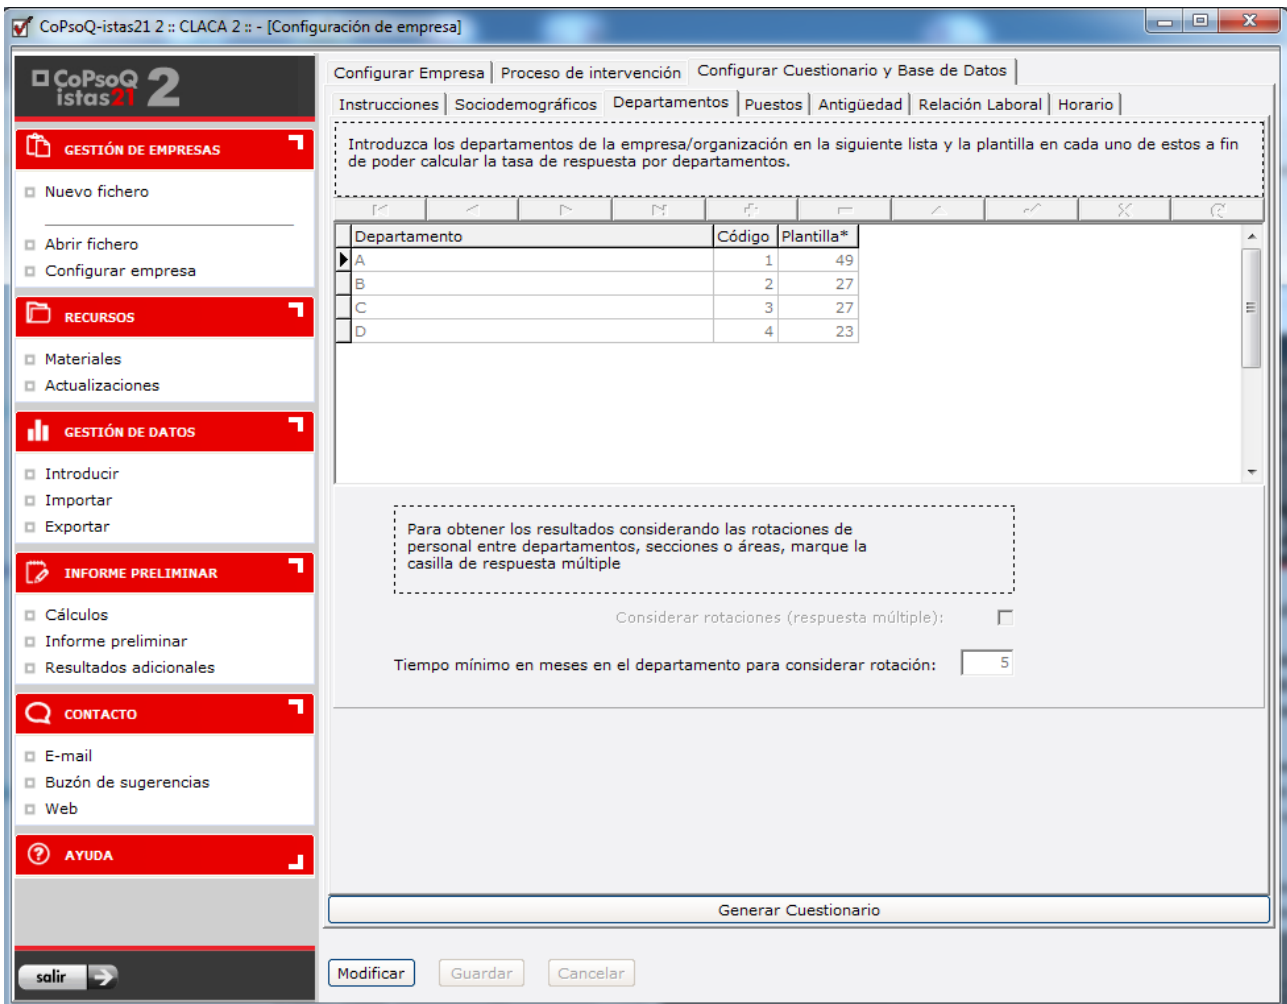 CoPsoQ-istas21 2 :: CLACA 2 :: - [Configuración de empresa]
CoPsoQ 2
istas21
GESTIÓN DE EMPRESAS
Nuevo fichero
Abrir fichero
Configurar empresa
RECURSOS
Materiales
Actualizaciones
GESTIÓN DE DATOS
Introducir
Importar
Exportar
INFORME PRELIMINAR
Cálculos
Informe preliminar
Resultados adicionales
CONTACTO
E-mail
Buzón de sugerencias
Web
AYUDA
salir
Configurar Empresa Proceso de intervención Configurar Cuestionario y Base de Datos
Instrucciones Sociodemográficos Departamentos Puestos Antigüedad Relación Laboral Horario
Introduzca los departamentos de la empresa/organización en la siguiente lista y la plantilla en cada uno de estos a fin
de poder calcular la tasa de respuesta por departamentos.
Departamento Código Plantilla*
A 1 49
B 2 27
C 3 27
D 4 23
Para obtener los resultados considerando las rotaciones de
personal entre departamentos, secciones o áreas, marque la
casilla de respuesta múltiple
Considerar rotaciones (respuesta múltiple):
Tiempo mínimo en meses en el departamento para considerar rotación: 5
Generar Cuestionario
Modificar Guardar Cancelar